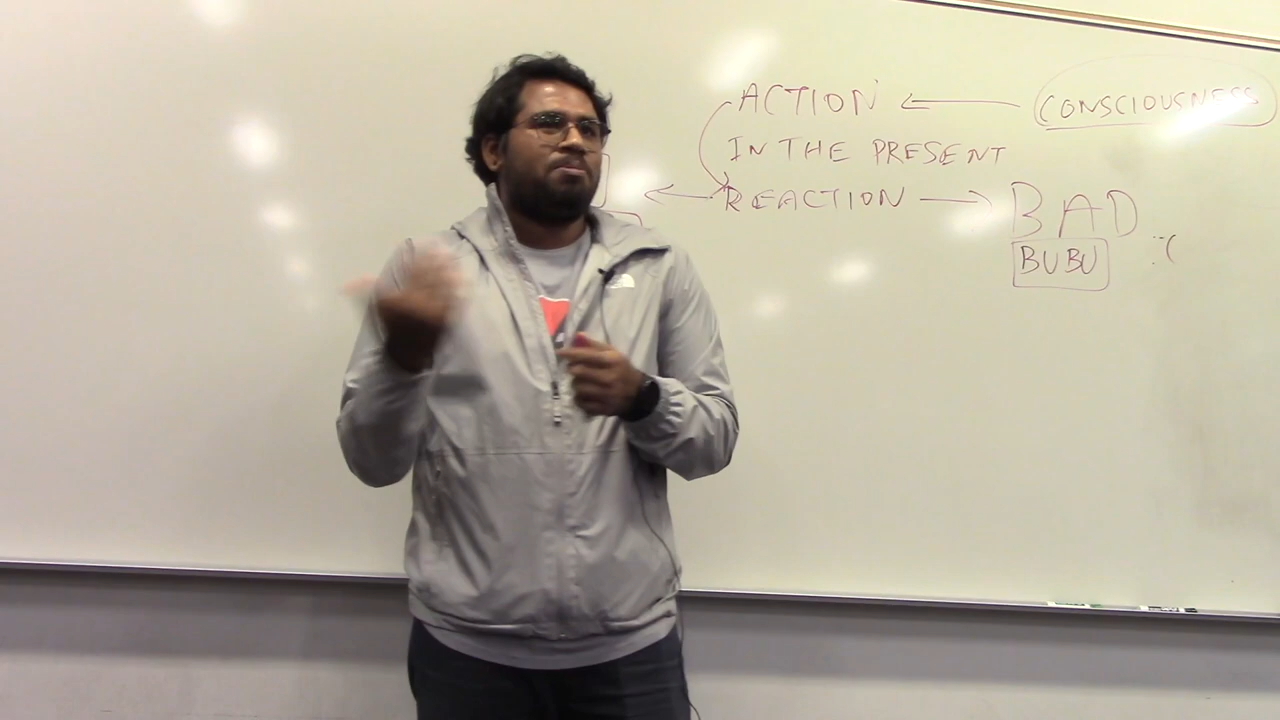 ACTION ← CONSCIOUSNESS
IN THE PRESENT
← REACTION → BAD
BUBU :(